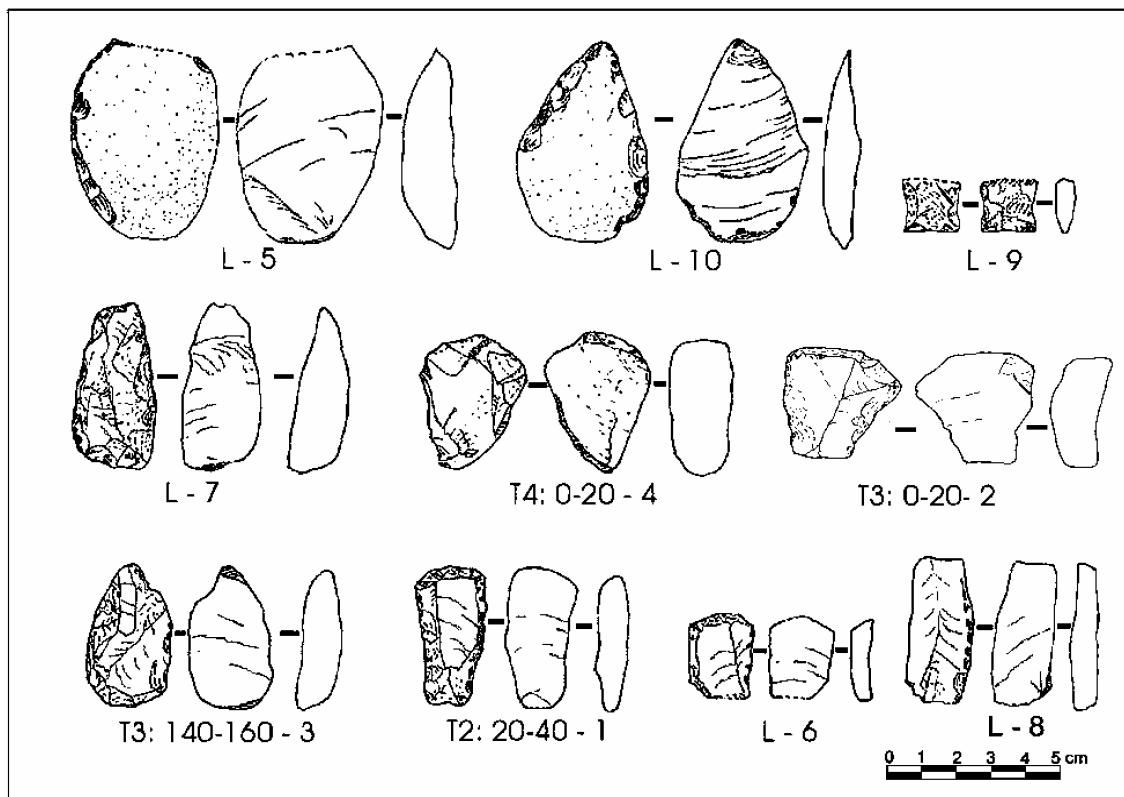 L - 5
L - 10
L - 9
L - 7
T4: 0-20 - 4
T3: 0-20- 2
T3: 140-160 - 3
T2: 20-40 - 1
L - 6
L - 8
0 1 2 3 4 5 cm